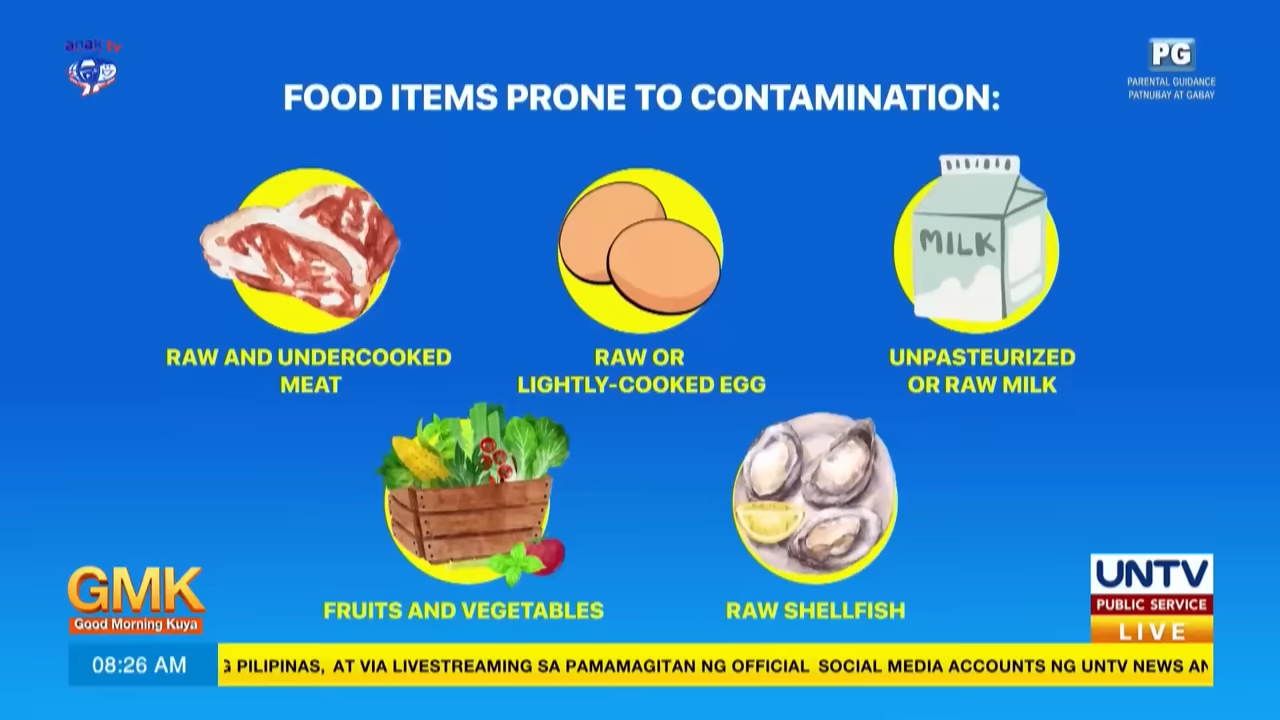 anak tv
PG
PARENTAL GUIDANCE
PATNUBAY AT GABAY
FOOD ITEMS PRONE TO CONTAMINATION:
MILK
RAW AND UNDERCOOKED
MEAT
RAW OR
LIGHTLY-COOKED EGG
UNPASTEURIZED
OR RAW MILK
FRUITS AND VEGETABLES
RAW SHELLFISH
GMK
Good Morning Kuya
UNTV
PUBLIC SERVICE
LIVE
08:26 AM
PILIPINAS, AT VIA LIVESTREAMING SA PAMAMAGITAN NG OFFICIAL SOCIAL MEDIA ACCOUNTS NG UNTV NEWS